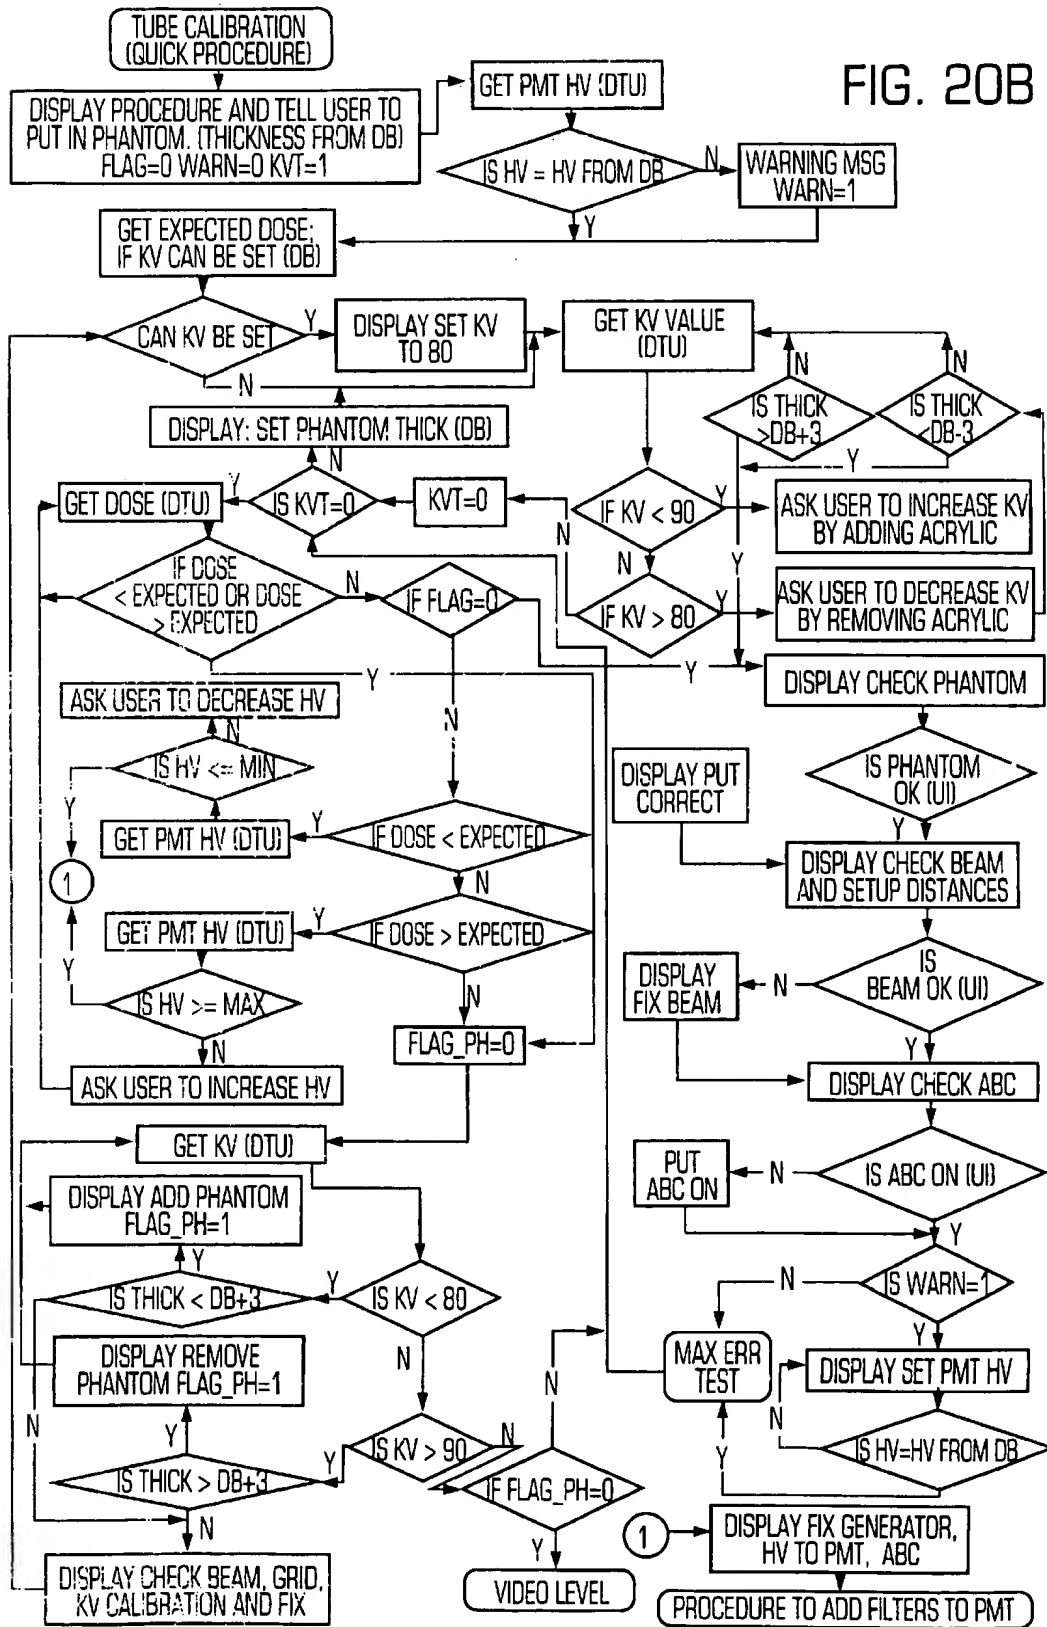 TUBE CALIBRATION
(QUICK PROCEDURE)
FIG. 20B
DISPLAY PROCEDURE AND TELL USER TO
PUT IN PHANTOM. (THICKNESS FROM DB)
FLAG=0 WARN=0 KVT=1
GET PMT HV (DTU)
IS HV = HV FROM DB
N
WARNING MSG
WARN=1
Y
GET EXPECTED DOSE;
IF KV CAN BE SET (DB)
CAN KV BE SET
Y
DISPLAY SET KV
TO 80
N
GET KV VALUE
(DTU)
N
N
IS THICK
>DB+3
IS THICK
<DB-3
Y
Y
DISPLAY: SET PHANTOM THICK (DB)
N
GET DOSE (DTU)
Y
IS KVT=0
KVT=0
N
IF KV < 90
Y
ASK USER TO INCREASE KV
BY ADDING ACRYLIC
N
IF KV > 80
Y
ASK USER TO DECREASE KV
BY REMOVING ACRYLIC
IF DOSE
< EXPECTED OR DOSE
> EXPECTED
N
IF FLAG=0
Y
Y
N
DISPLAY CHECK PHANTOM
ASK USER TO DECREASE HV
N
IS HV <= MIN
Y
GET PMT HV (DTU)
Y
IF DOSE < EXPECTED
N
1
GET PMT HV (DTU)
Y
IF DOSE > EXPECTED
N
Y
IS HV >= MAX
N
ASK USER TO INCREASE HV
FLAG_PH=0
IS PHANTOM
OK (UI)
Y
DISPLAY PUT
CORRECT
DISPLAY CHECK BEAM
AND SETUP DISTANCES
IS
BEAM OK (UI)
N
DISPLAY
FIX BEAM
Y
DISPLAY CHECK ABC
IS ABC ON (UI)
N
PUT
ABC ON
Y
IS WARN=1
N
MAX ERR
TEST
Y
DISPLAY SET PMT HV
N
IS HV=HV FROM DB
Y
GET KV (DTU)
DISPLAY ADD PHANTOM
FLAG_PH=1
Y
IS THICK < DB+3
Y
IS KV < 80
N
N
DISPLAY REMOVE
PHANTOM FLAG_PH=1
Y
IS THICK > DB+3
Y
IS KV > 90
N
N
IF FLAG_PH=0
N
Y
VIDEO LEVEL
DISPLAY CHECK BEAM, GRID,
KV CALIBRATION AND FIX
1
DISPLAY FIX GENERATOR,
HV TO PMT, ABC
PROCEDURE TO ADD FILTERS TO PMT